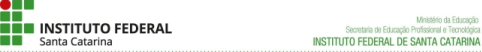 INSTITUTO FEDERAL
Santa Catarina
Ministério da Educação
Secretaria de Educação Profissional e Tecnológica
INSTITUTO FEDERAL DE SANTA CATARINA